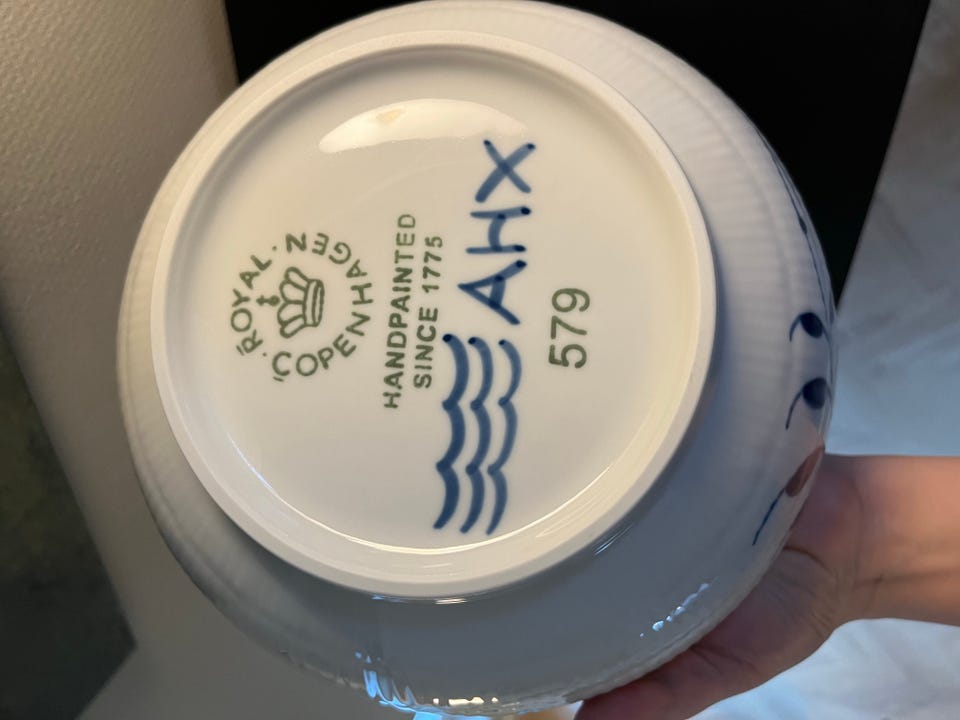 ROYAL
COPENHAGEN
HANDPAINTED
SINCE 1775
AHX
579